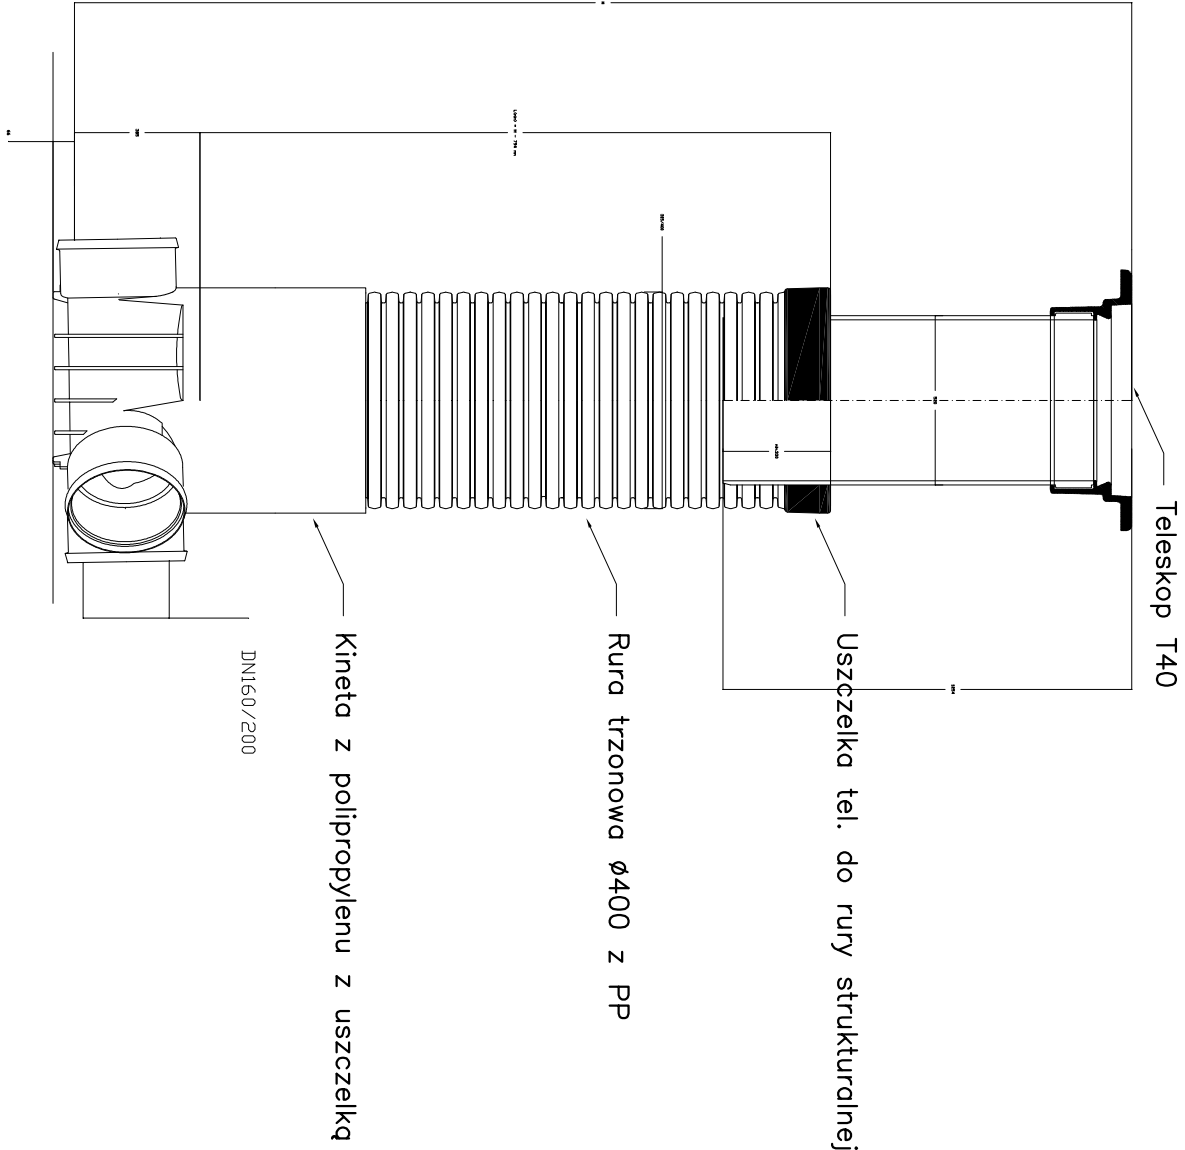 Teleskop T40
Uszczelka tel. do rury strukturalnej
Rura trzonowa ø400 z PP
Kineta z polipropylenu z uszczelką
DN160/200